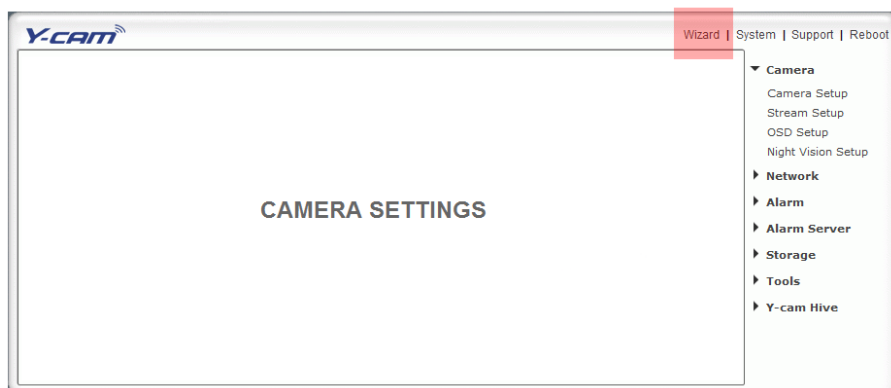 Y-cam
Wizard | System | Support | Reboot
Camera
Camera Setup
Stream Setup
OSD Setup
Night Vision Setup
Network
CAMERA SETTINGS
Alarm
Alarm Server
Storage
Tools
Y-cam Hive